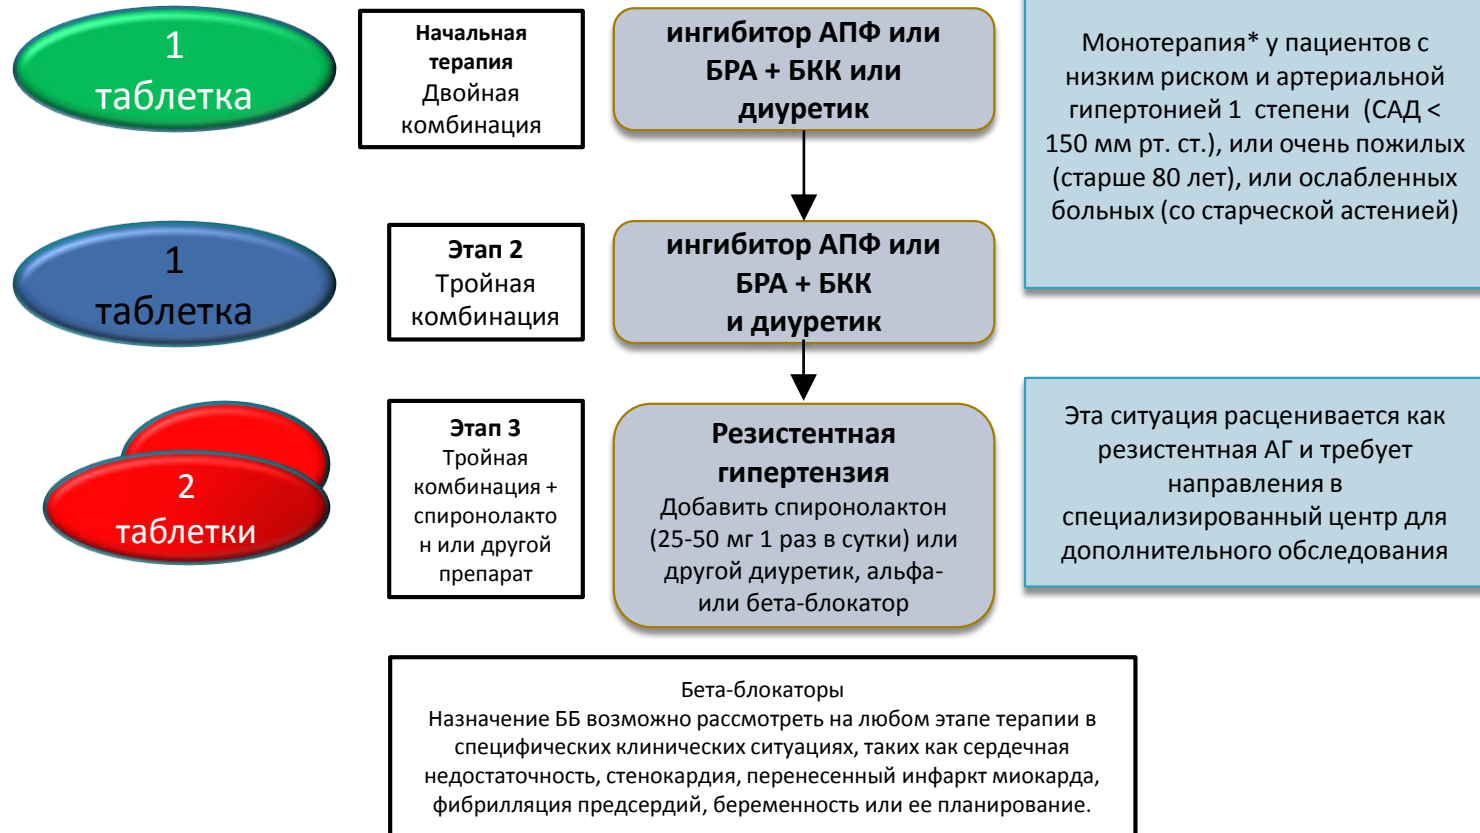 1
таблетка
Начальная
терапия
Двойная
комбинация
ингибитор АПФ или
БРА + БКК или
диуретик
Монотерапия* у пациентов с
низким риском и артериальной
гипертонией 1 степени (САД <
150 мм рт. ст.), или очень пожилых
(старше 80 лет), или ослабленных
больных (со старческой астенией)
1
таблетка
Этап 2
Тройная
комбинация
ингибитор АПФ или
БРА + БКК
и диуретик
2
таблетки
Этап 3
Тройная
комбинация +
спиронолакто
н или другой
препарат
Резистентная
гипертензия
Добавить спиронолактон
(25-50 мг 1 раз в сутки) или
другой диуретик, альфа-
или бета-блокатор
Эта ситуация расценивается как
резистентная АГ и требует
направления в
специализированный центр для
дополнительного обследования
Бета-блокаторы
Назначение ББ возможно рассмотреть на любом этапе терапии в
специфических клинических ситуациях, таких как сердечная
недостаточность, стенокардия, перенесенный инфаркт миокарда,
фибрилляция предсердий, беременность или ее планирование.